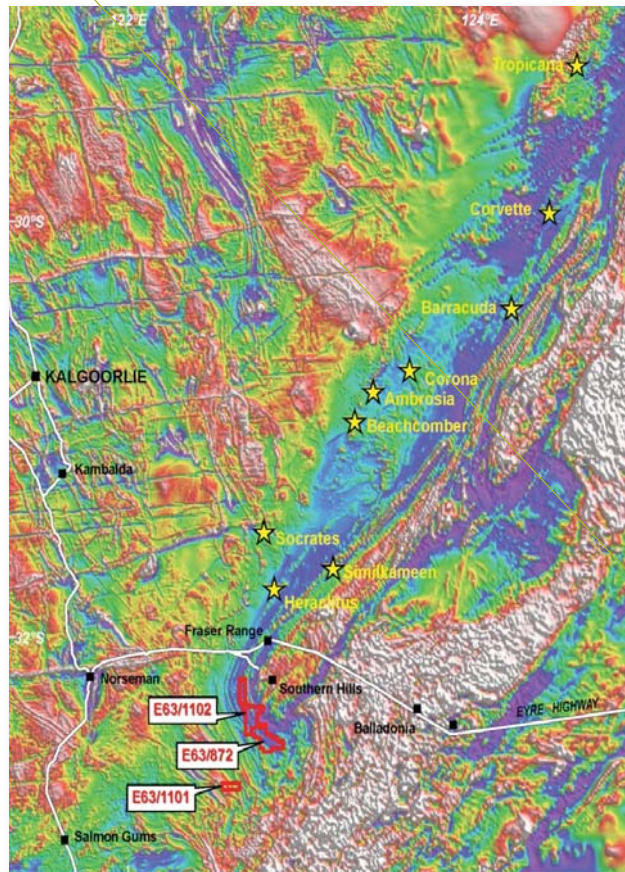 122°E
124°E
Tropicana
30°S
Corvette
Barracuda
KALGOORLIE
Corona
Ambrosia
Beachcomber
Kambalda
Socrates
Similkameen
Heraclitus
32°S
Fraser Range
Norseman
Southern Hills
E63/1102
Balladonia
EYRE HIGHWAY
E63/872
E63/1101
Salmon Gums